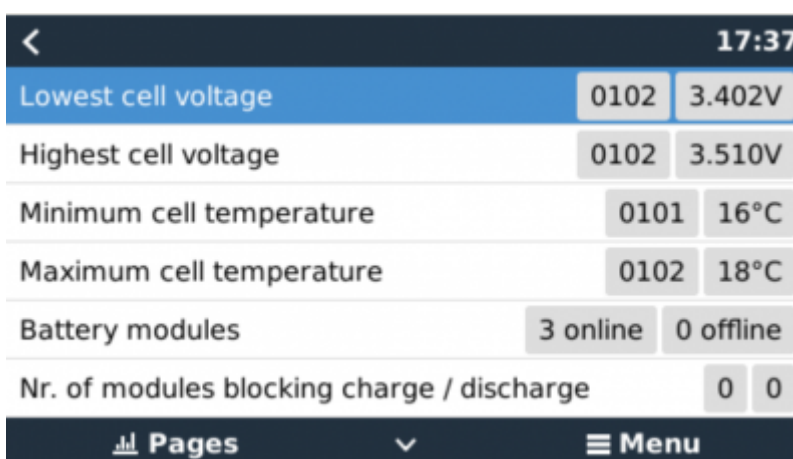 17:37
Lowest cell voltage 0102 3.402V
Highest cell voltage 0102 3.510V
Minimum cell temperature 0101 16°C
Maximum cell temperature 0102 18°C
Battery modules 3 online 0 offline
Nr. of modules blocking charge / discharge 0 0
Pages Menu